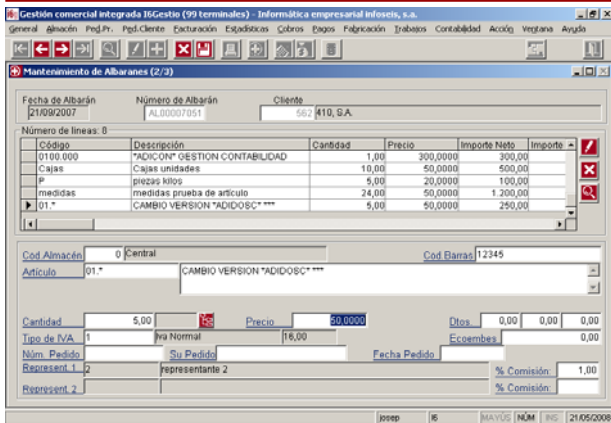 Gestión comercial integrada I6Gestio (99 terminales) - Informática empresarial infoseis, s.a.
General Almacén Ped.Pr. Ped.Cliente Facturación Estadísticas Cobros Pagos Fabricación Trabajos Contabilidad Acción Ventana Ayuda
Mantenimiento de Albaranes (2/3)
Fecha de Albarán Número de Albarán Cliente
21/09/2007 AL00007051 562 410, S.A.
Número de lineas: 8
Código Descripción Cantidad Precio Importe Neto Importe
0100.000 "ADICON" GESTION CONTABILIDAD 1,00 300,0000 300,00
Cajas Cajas unidades 10,00 50,0000 500,00
P piezas kilos 5,00 20,0000 100,00
medidas medidas prueba de artículo 24,00 50,0000 1.200,00
01.* CAMBIO VERSION "ADIDOSC" *** 5,00 50,0000 250,00
Cod.Almacén 0 Central Cod.Barras 12345
Artículo 01.* CAMBIO VERSION "ADIDOSC" ***
Cantidad 5,00 Precio 50,0000 Dtos. 0,00 0,00 0,00
Tipo de IVA 1 Iva Normal 16,00 Ecoembes 0,00
Núm. Pedido Su Pedido Fecha Pedido
Represent. 1 2 representante 2 % Comisión: 1,00
Represent. 2 % Comisión:
josep I6 MAYÚS NÚM INS 21/05/2008